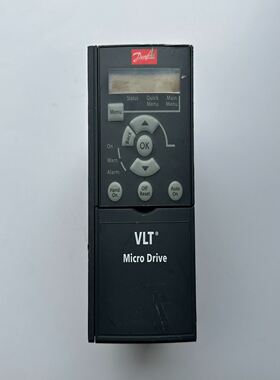 Danfoss
Status Quick Menu Main Menu
Menu
Back
OK
On
Warn.
Alarm
Hand On
Off Reset
Auto On
VLT®
Micro Drive